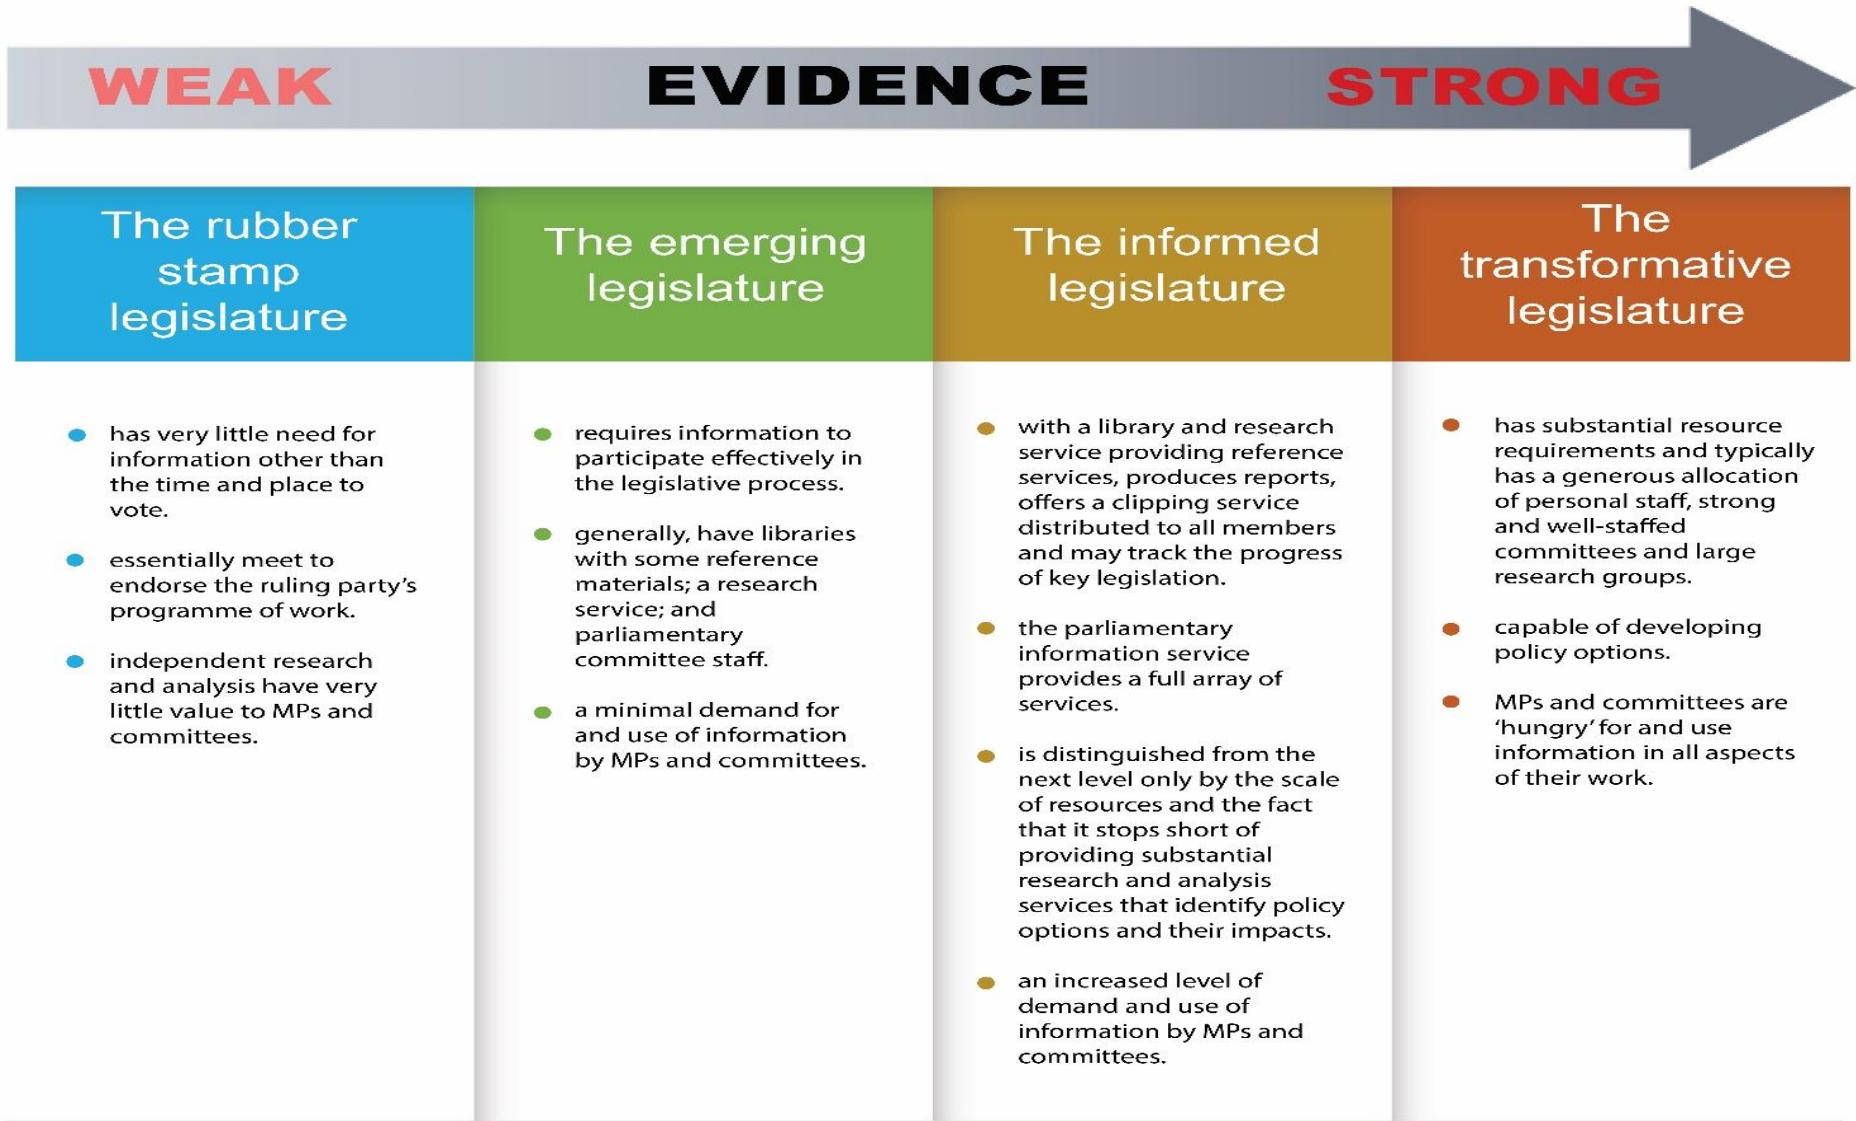 WEAK EVIDENCE STRONG
The rubber
stamp
legislature
has very little need for
information other than
the time and place to
vote.
essentially meet to
endorse the ruling party's
programme of work.
independent research
and analysis have very
little value to MPs and
committees.
The emerging
legislature
requires information to
participate effectively in
the legislative process.
generally, have libraries
with some reference
materials; a research
service; and
parliamentary
committee staff.
a minimal demand for
and use of information
by MPs and committees.
The informed
legislature
with a library and research
service providing reference
services, produces reports,
offers a clipping service
distributed to all members
and may track the progress
of key legislation.
the parliamentary
information service
provides a full array of
services.
is distinguished from the
next level only by the scale
of resources and the fact
that it stops short of
providing substantial
research and analysis
services that identify policy
options and their impacts.
an increased level of
demand and use of
information by MPs and
committees.
The
transformative
legislature
has substantial resource
requirements and typically
has a generous allocation
of personal staff, strong
and well-staffed
committees and large
research groups.
capable of developing
policy options.
MPs and committees are
'hungry' for and use
information in all aspects
of their work.